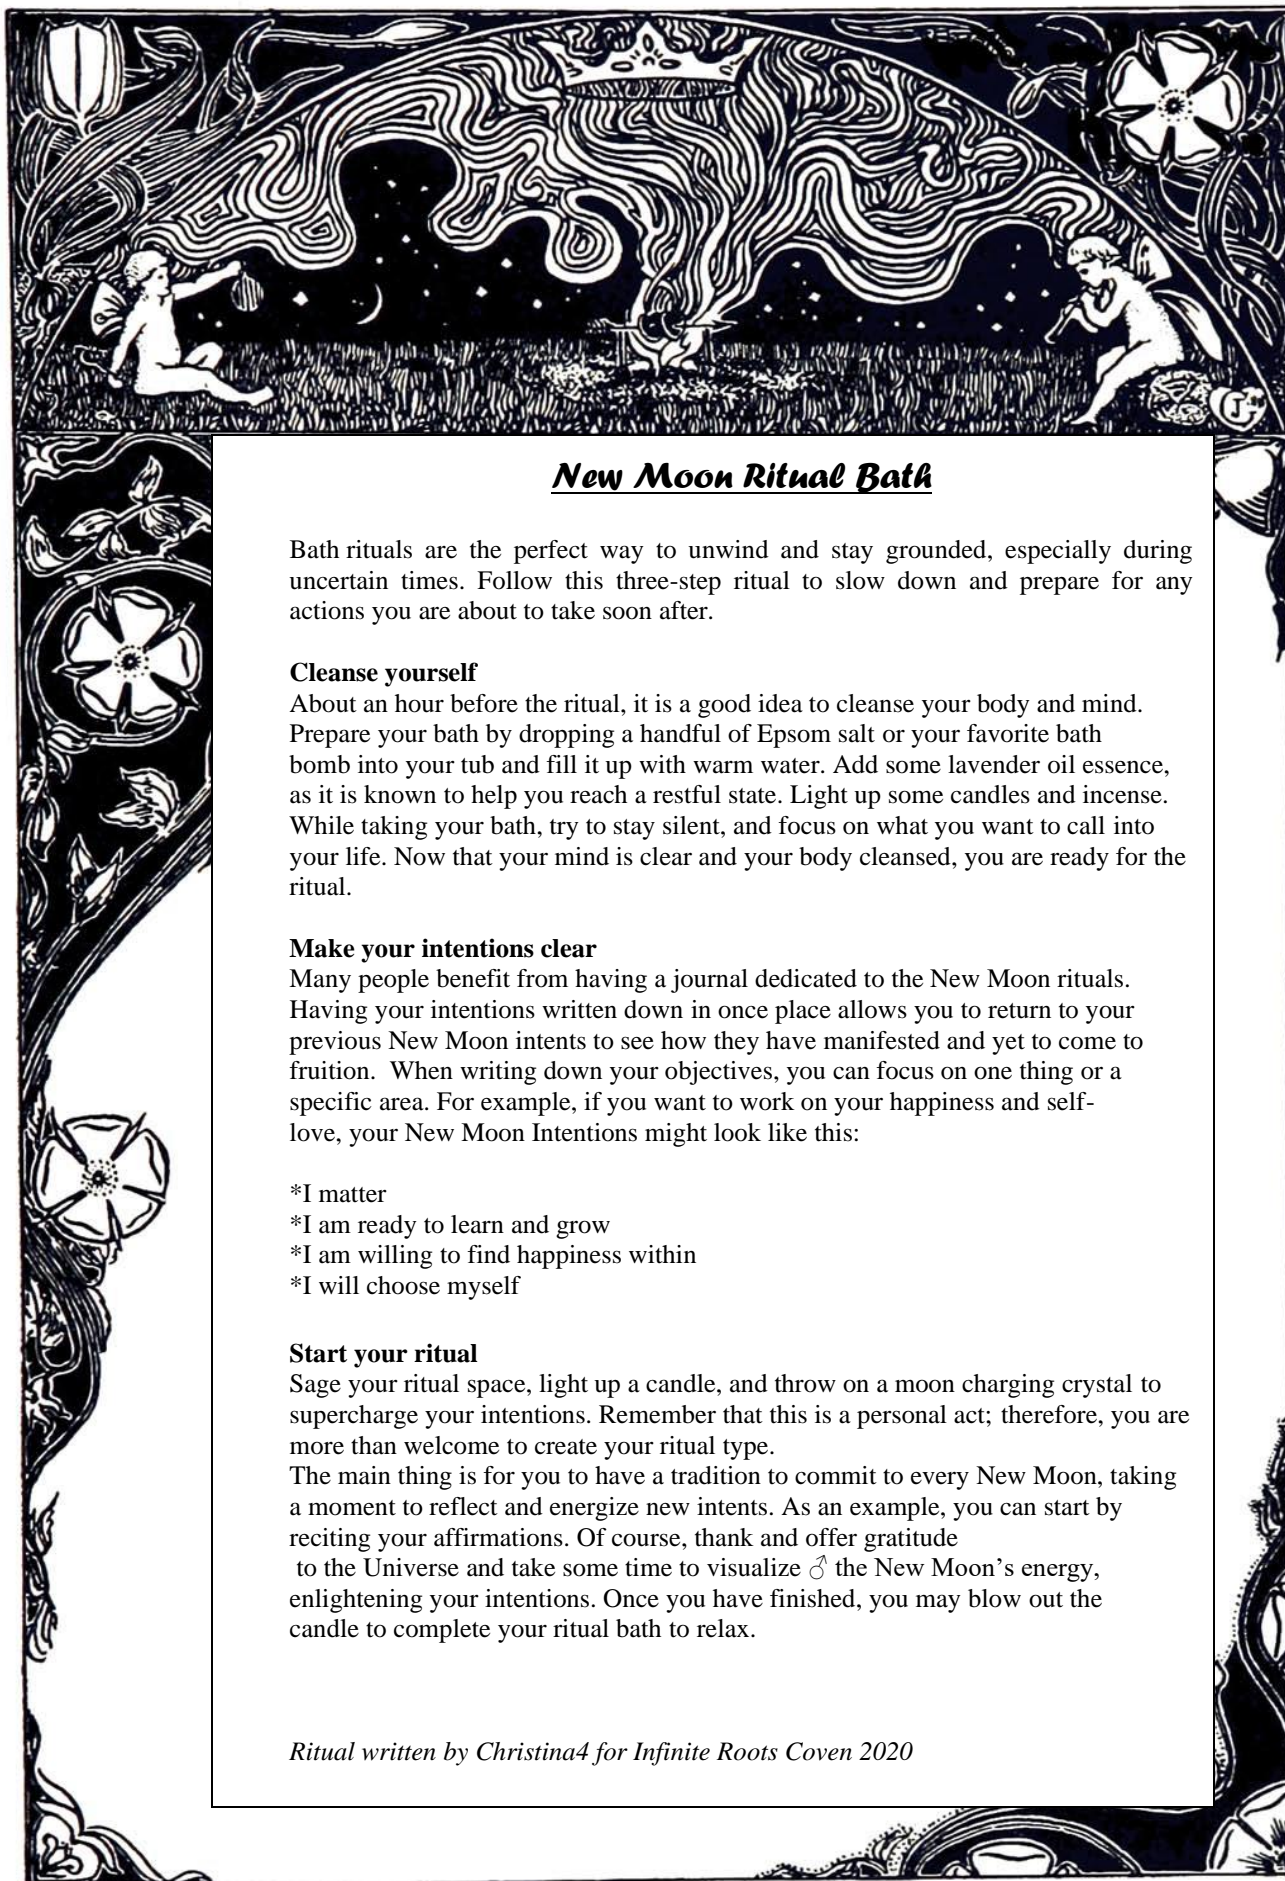 New Moon Ritual Bath
Bath rituals are the perfect way to unwind and stay grounded, especially during
uncertain times. Follow this three-step ritual to slow down and prepare for any
actions you are about to take soon after.
Cleanse yourself
About an hour before the ritual, it is a good idea to cleanse your body and mind.
Prepare your bath by dropping a handful of Epsom salt or your favorite bath
bomb into your tub and fill it up with warm water. Add some lavender oil essence,
as it is known to help you reach a restful state. Light up some candles and incense.
While taking your bath, try to stay silent, and focus on what you want to call into
your life. Now that your mind is clear and your body cleansed, you are ready for the
ritual.
Make your intentions clear
Many people benefit from having a journal dedicated to the New Moon rituals.
Having your intentions written down in once place allows you to return to your
previous New Moon intents to see how they have manifested and yet to come to
fruition.  When writing down your objectives, you can focus on one thing or a
specific area. For example, if you want to work on your happiness and self-
love, your New Moon Intentions might look like this:
*I matter
*I am ready to learn and grow
*I am willing to find happiness within
*I will choose myself
Start your ritual
Sage your ritual space, light up a candle, and throw on a moon charging crystal to
supercharge your intentions. Remember that this is a personal act; therefore, you are
more than welcome to create your ritual type.
The main thing is for you to have a tradition to commit to every New Moon, taking
a moment to reflect and energize new intents. As an example, you can start by
reciting your affirmations. Of course, thank and offer gratitude
to the Universe and take some time to visualize ♂ the New Moon’s energy,
enlightening your intentions. Once you have finished, you may blow out the
candle to complete your ritual bath to relax.
Ritual written by Christina4 for Infinite Roots Coven 2020